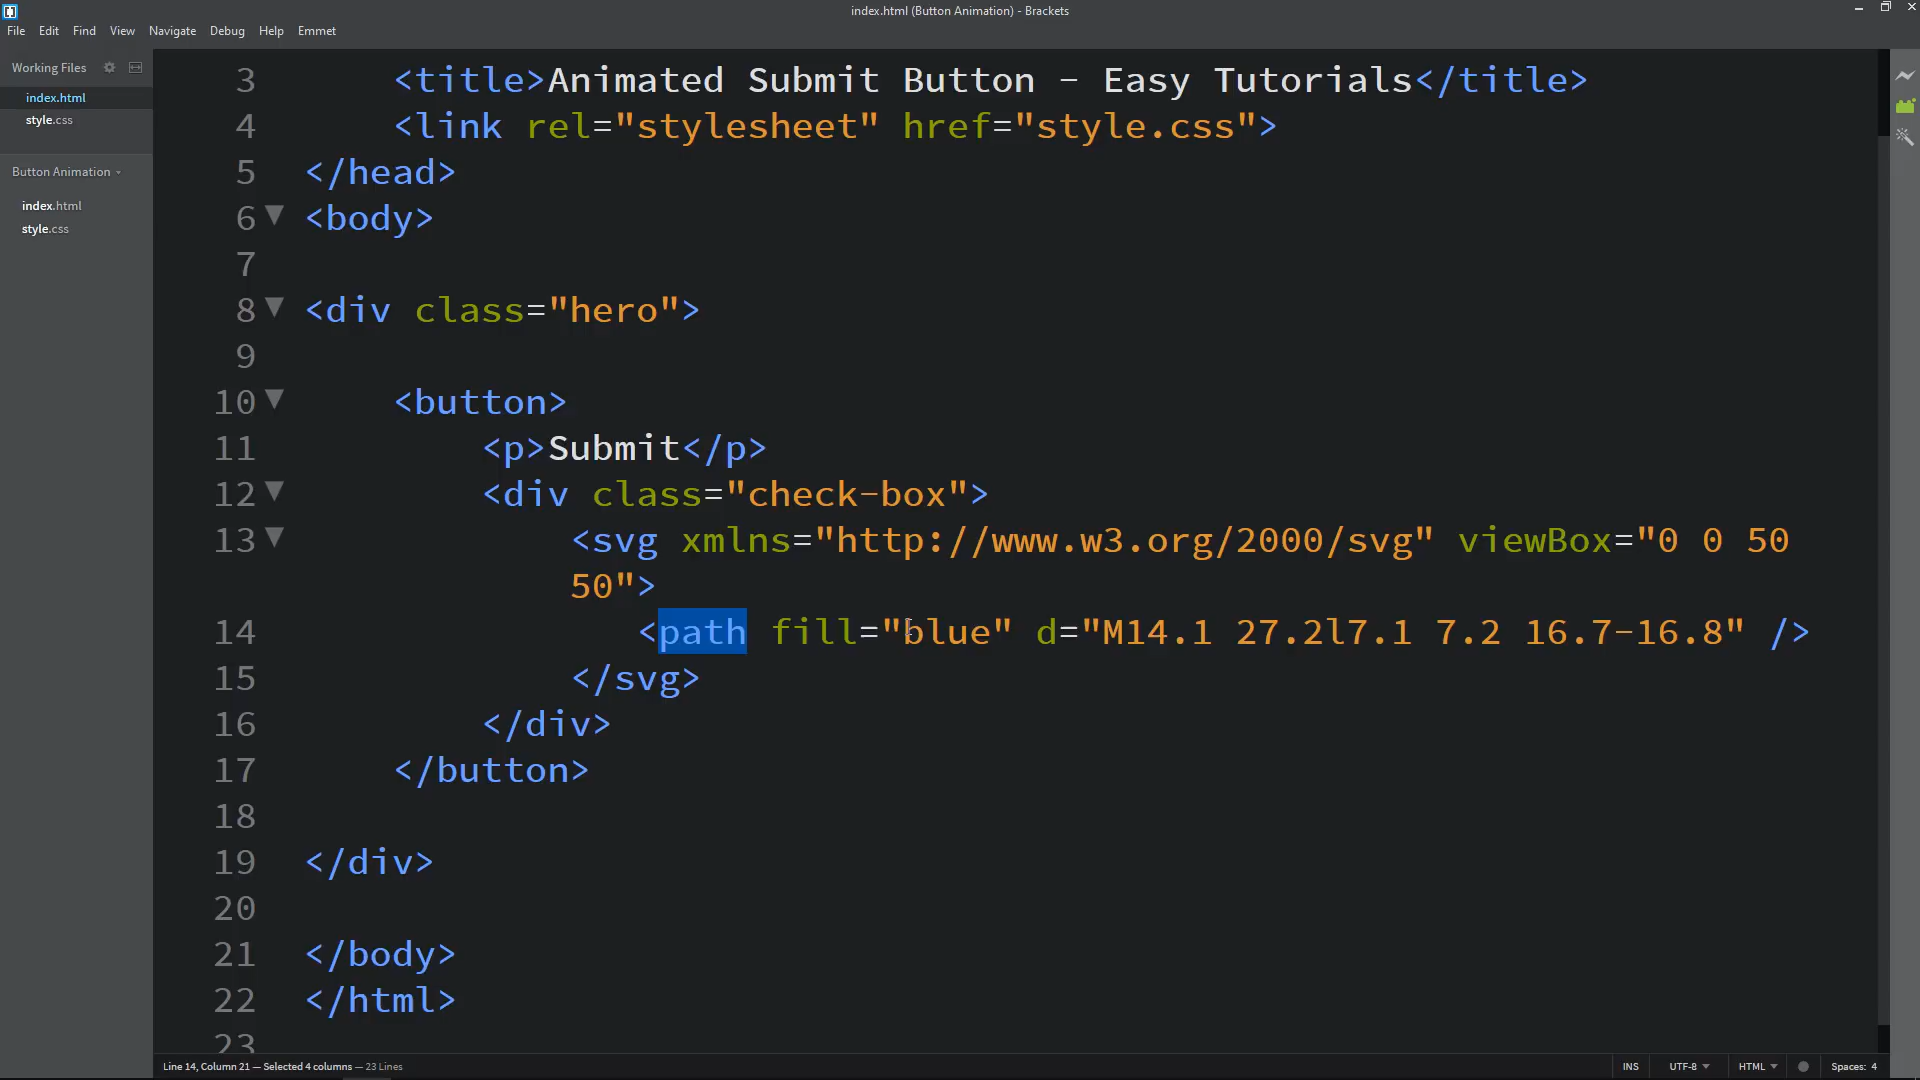 index.html (Button Animation) - Brackets
File Edit Find View Navigate Debug Help Emmet
Working Files
index.html
style.css
Button Animation
index.html
style.css
3 <title>Animated Submit Button - Easy Tutorials</title>
4 <link rel="stylesheet" href="style.css">
5 </head>
6 <body>
7
8 <div class="hero">
9
10 <button>
11 <p>Submit</p>
12 <div class="check-box">
13 <svg xmlns="http://www.w3.org/2000/svg" viewBox="0 0 50
50">
14 <path fill="blue" d="M14.1 27.2l7.1 7.2 16.7-16.8" />
15 </svg>
16 </div>
17 </button>
18
19 </div>
20
21 </body>
22 </html>
23
Line 14, Column 21 — Selected 4 columns — 23 Lines
INS UTF-8 HTML Spaces: 4